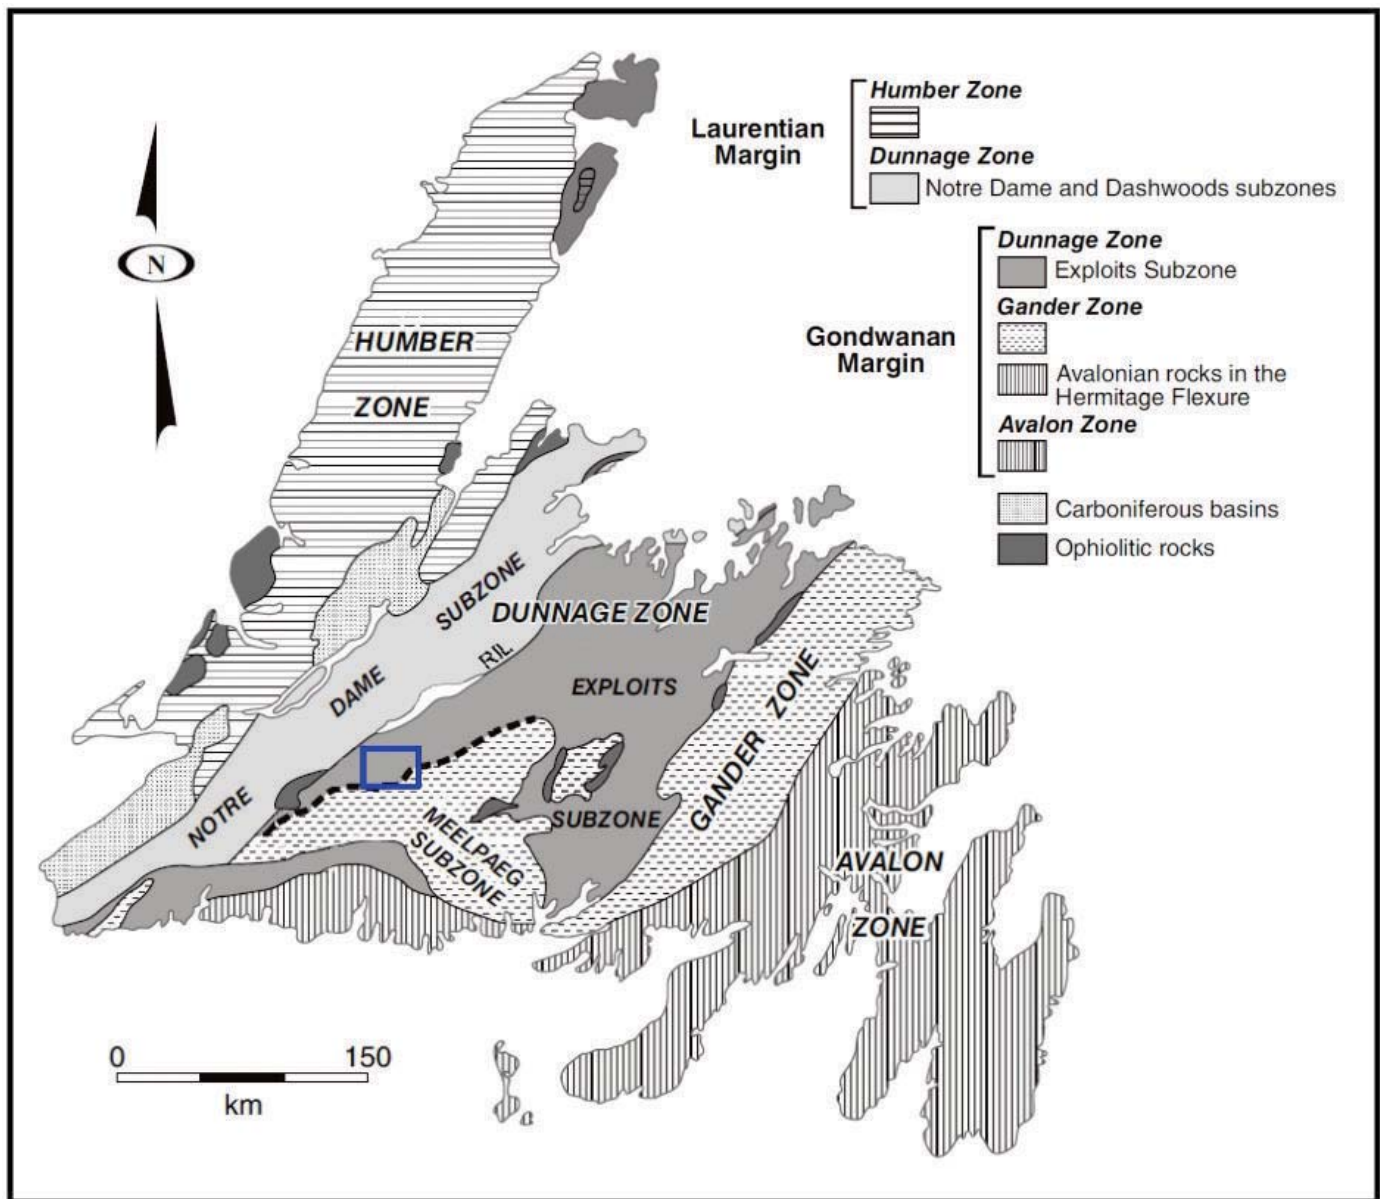 Humber Zone
Laurentian
Margin
Dunnage Zone
Notre Dame and Dashwoods subzones
Dunnage Zone
Exploits Subzone
Gander Zone
Gondwanan
Margin
Avalonian rocks in the
Hermitage Flexure
Avalon Zone
Carboniferous basins
Ophiolitic rocks
N
HUMBER
ZONE
NOTRE DAME SUBZONE
DUNNAGE ZONE
RIL
EXPLOITS
SUBZONE
MEELPAEG
SUBZONE
GANDER ZONE
AVALON
ZONE
0 150
km